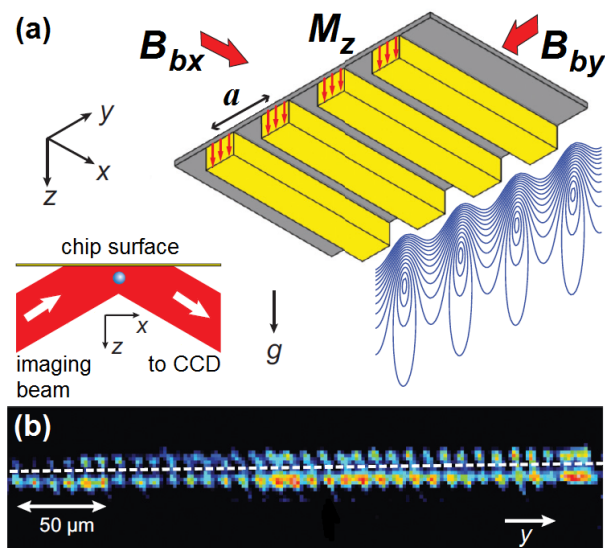 (a)
B_bx
M_z
B_by
a
y
x
z
chip surface
x
z
g
imaging
beam
to CCD
(b)
50 µm
y